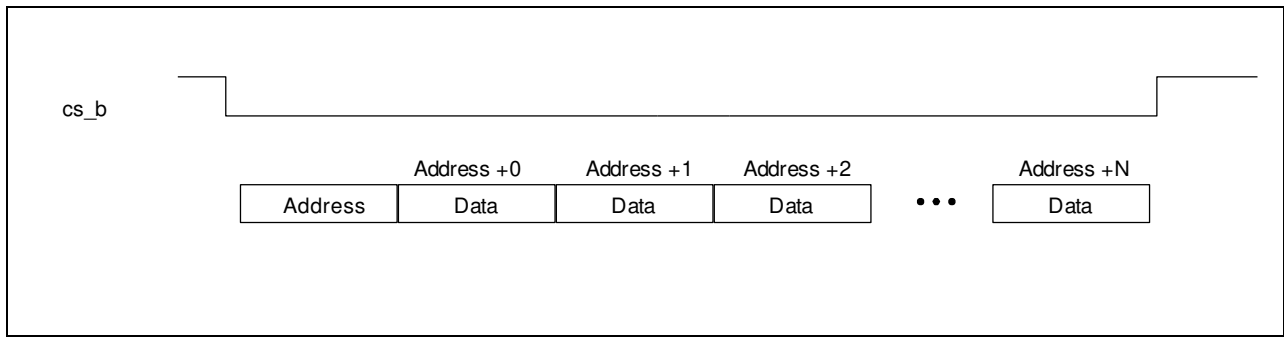 cs_b
Address +0 Address +1 Address +2 Address +N
Address Data Data Data ••• Data